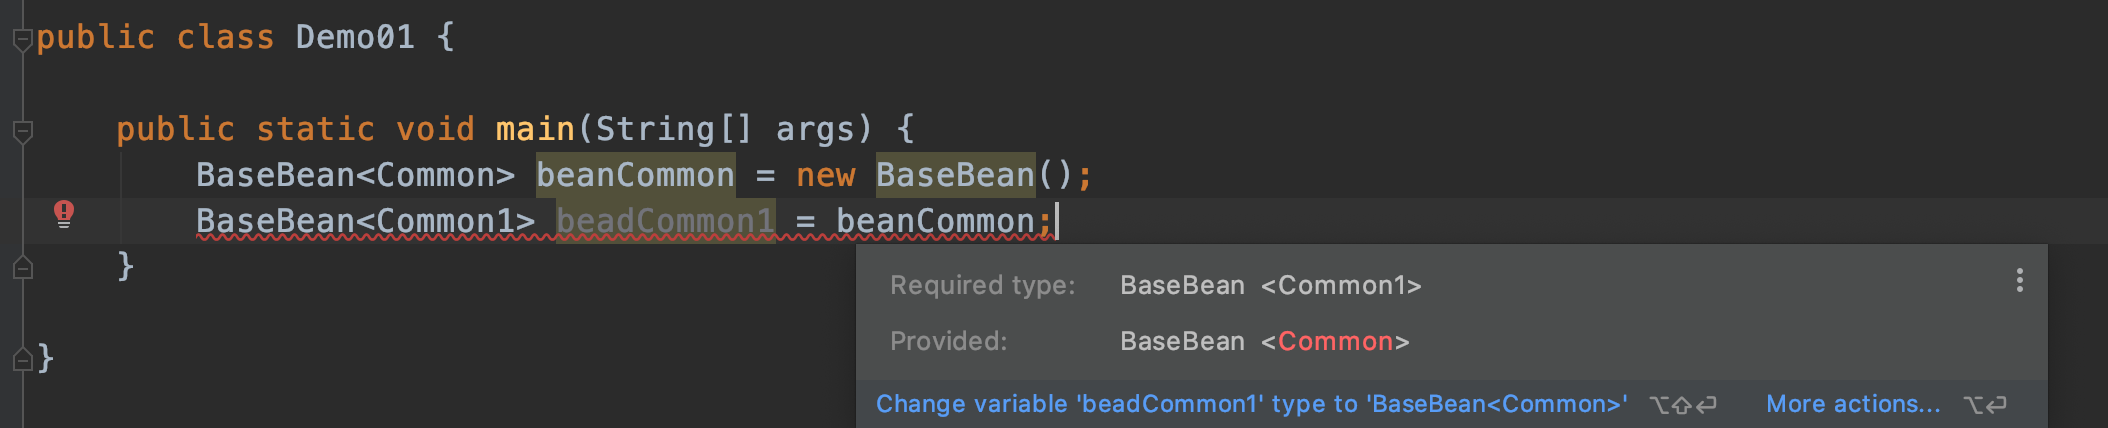 public class Demo01 {
public static void main(String[] args) {
BaseBean<Common> beanCommon = new BaseBean();
BaseBean<Common1> beadCommon1 = beanCommon;
}
}
Required type: BaseBean <Common1>
Provided: BaseBean <Common>
Change variable 'beadCommon1' type to 'BaseBean<Common>' ⌥⇧⏎ More actions... ⌥⏎